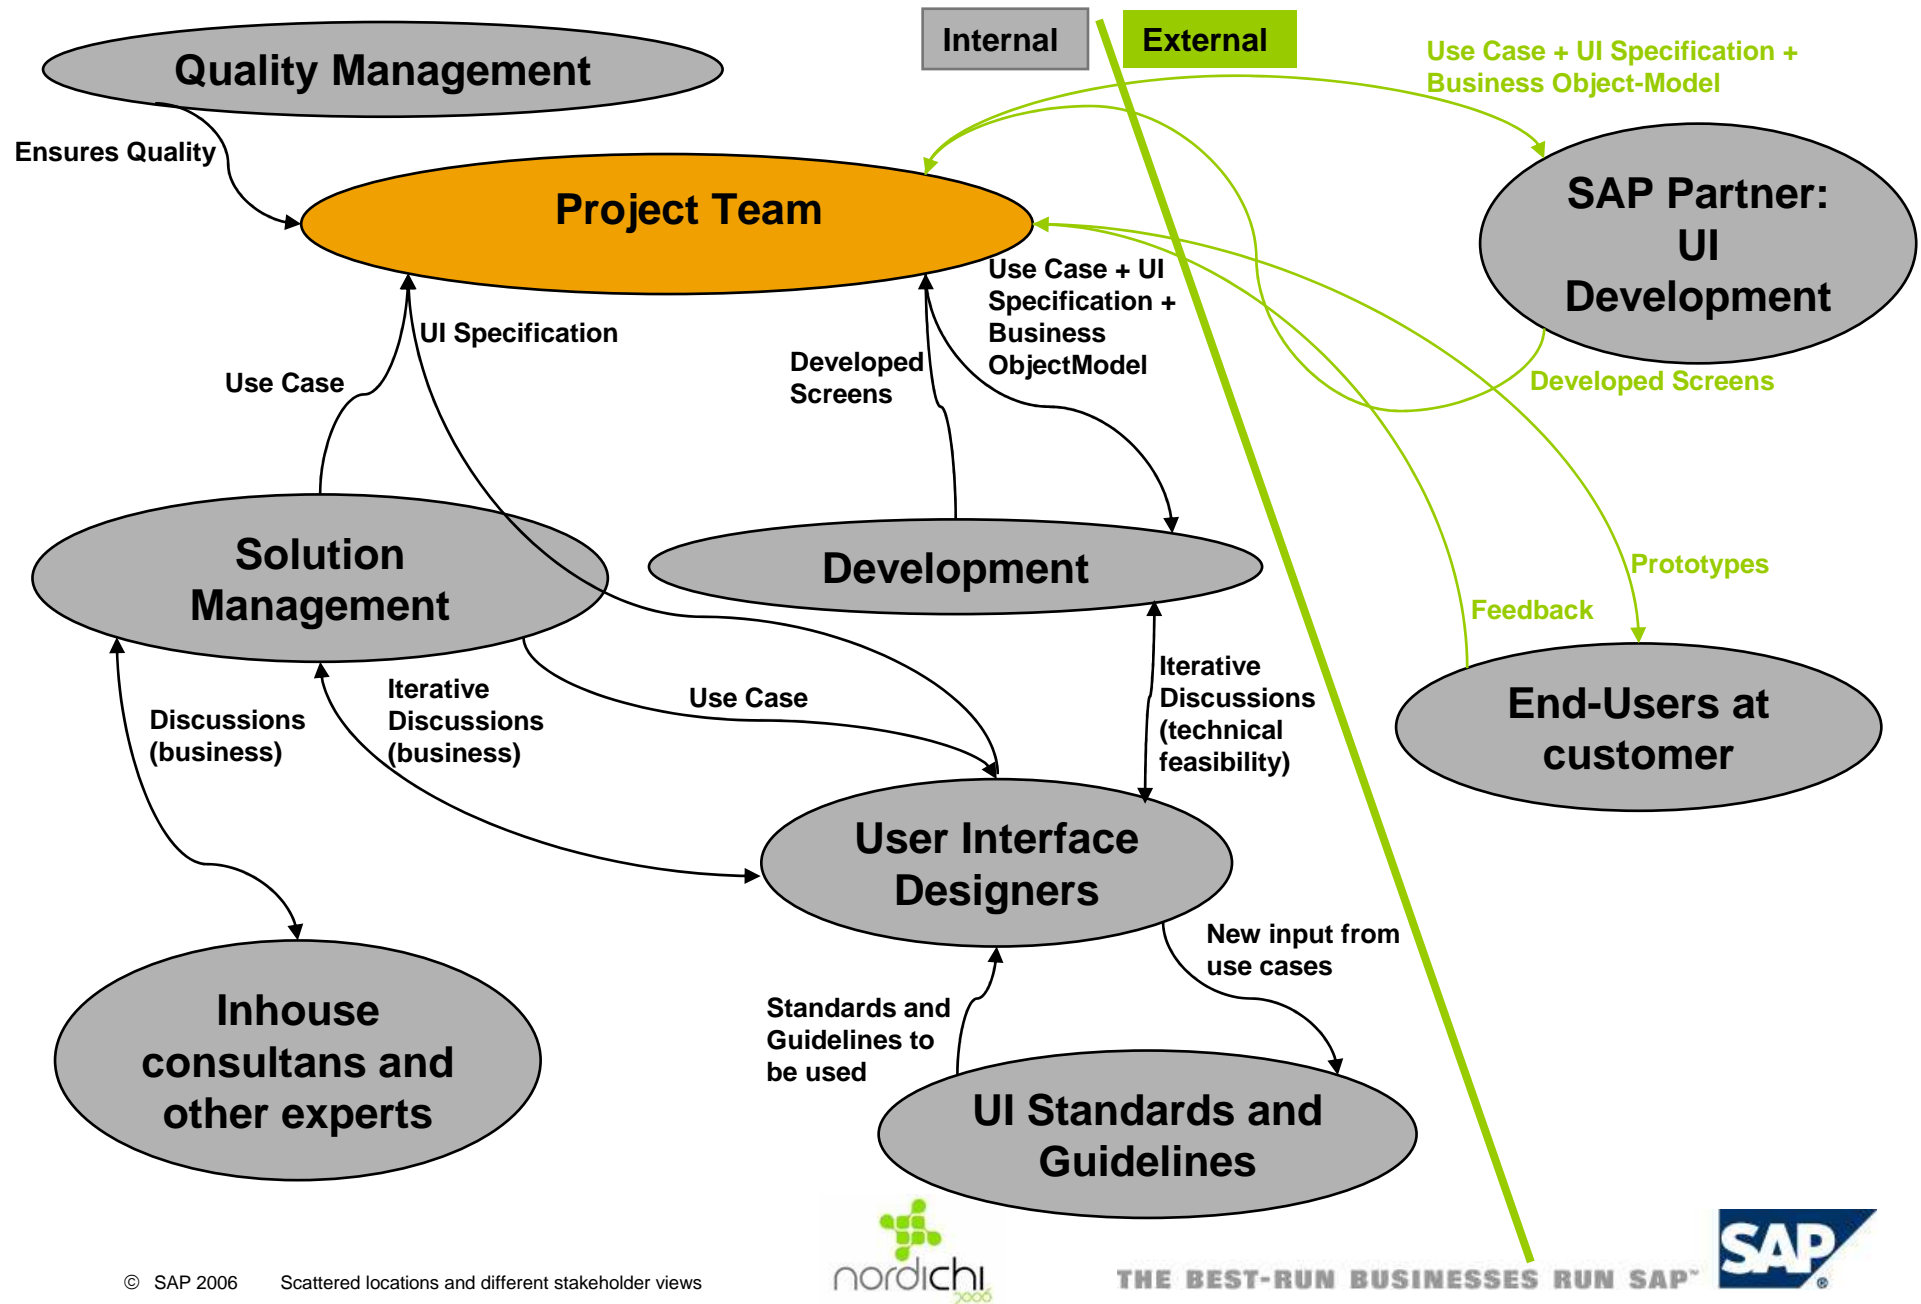 Internal
External
Quality Management
Use Case + UI Specification +
Business Object-Model
Ensures Quality
Project Team
SAP Partner:
UI
Development
Use Case + UI
Specification +
Business
ObjectModel
UI Specification
Developed
Screens
Use Case
Developed Screens
Solution
Management
Development
Prototypes
Feedback
Iterative
Discussions
(technical
feasibility)
Iterative
Discussions
(business)
Use Case
Discussions
(business)
End-Users at
customer
User Interface
Designers
New input from
use cases
Standards and
Guidelines to
be used
Inhouse
consultans and
other experts
UI Standards and
Guidelines
© SAP 2006 Scattered locations and different stakeholder views
nordichi
2006
THE BEST-RUN BUSINESSES RUN SAP™
SAP®